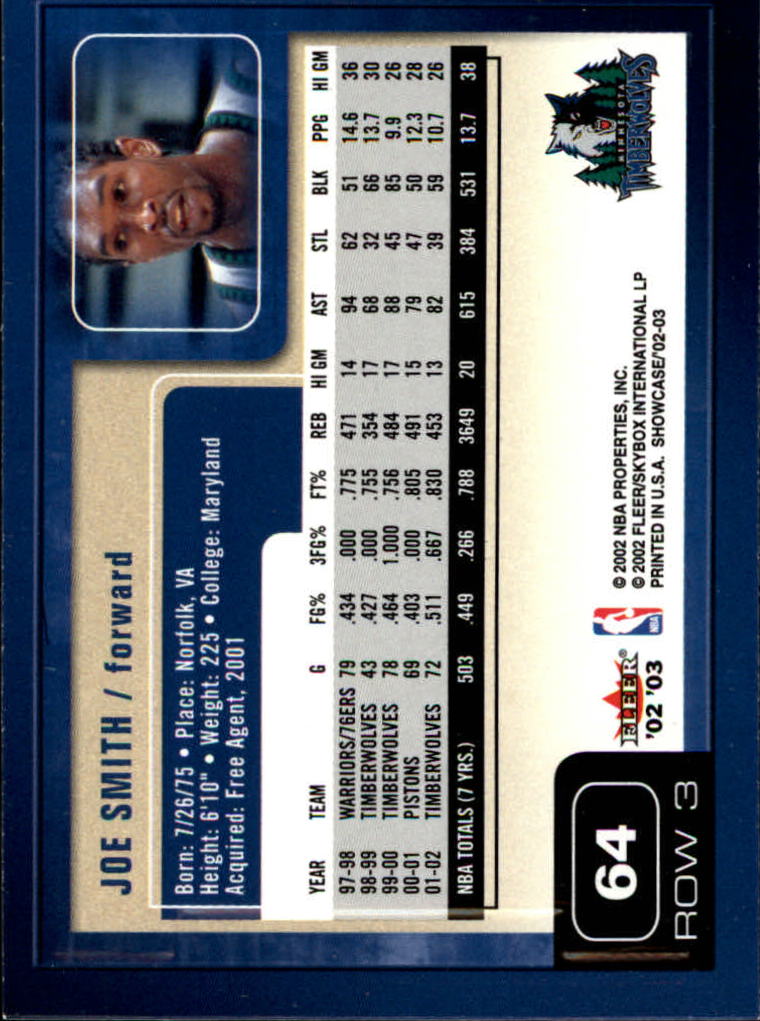 JOE SMITH / forward
Born: 7/26/75 • Place: Norfolk, VA
Height: 6'10" • Weight: 225 • College: Maryland
Acquired: Free Agent, 2001
YEAR TEAM G FG% 3FG% FT% REB HI GM AST STL BLK PPG HI GM
97-98 WARRIORS/76ERS 79 .434 .000 .775 471 14 94 62 51 14.6 36
98-99 TIMBERWOLVES 43 .427 .000 .755 354 17 68 32 66 13.7 30
99-00 TIMBERWOLVES 78 .464 1.000 .756 484 17 88 45 85 9.9 26
00-01 PISTONS 69 .403 .000 .805 491 15 79 47 50 12.3 28
01-02 TIMBERWOLVES 72 .511 .667 .830 453 13 82 39 59 10.7 26
NBA TOTALS (7 YRS.) 503 .449 .266 .788 3649 20 615 384 531 13.7 38
64
ROW 3
FLEER®
'02 '03
NBA
© 2002 NBA PROPERTIES, INC.
© 2002 FLEER/SKYBOX INTERNATIONAL LP
PRINTED IN U.S.A. SHOWCASE/'02-03
MINNESOTA
TIMBERWOLVES